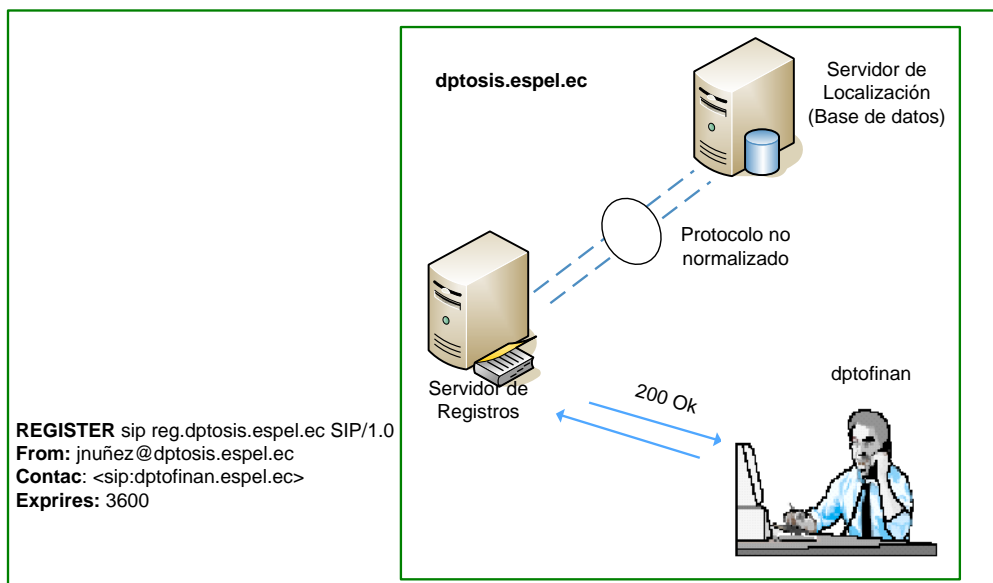 dptosis.espel.ec
Servidor de
Localización
(Base de datos)
Protocolo no
normalizado
Servidor de
Registros
200 Ok
dptofinan
REGISTER sip reg.dptosis.espel.ec SIP/1.0
From: jnuñez@dptosis.espel.ec
Contac: <sip:dptofinan.espel.ec>
Exprires: 3600